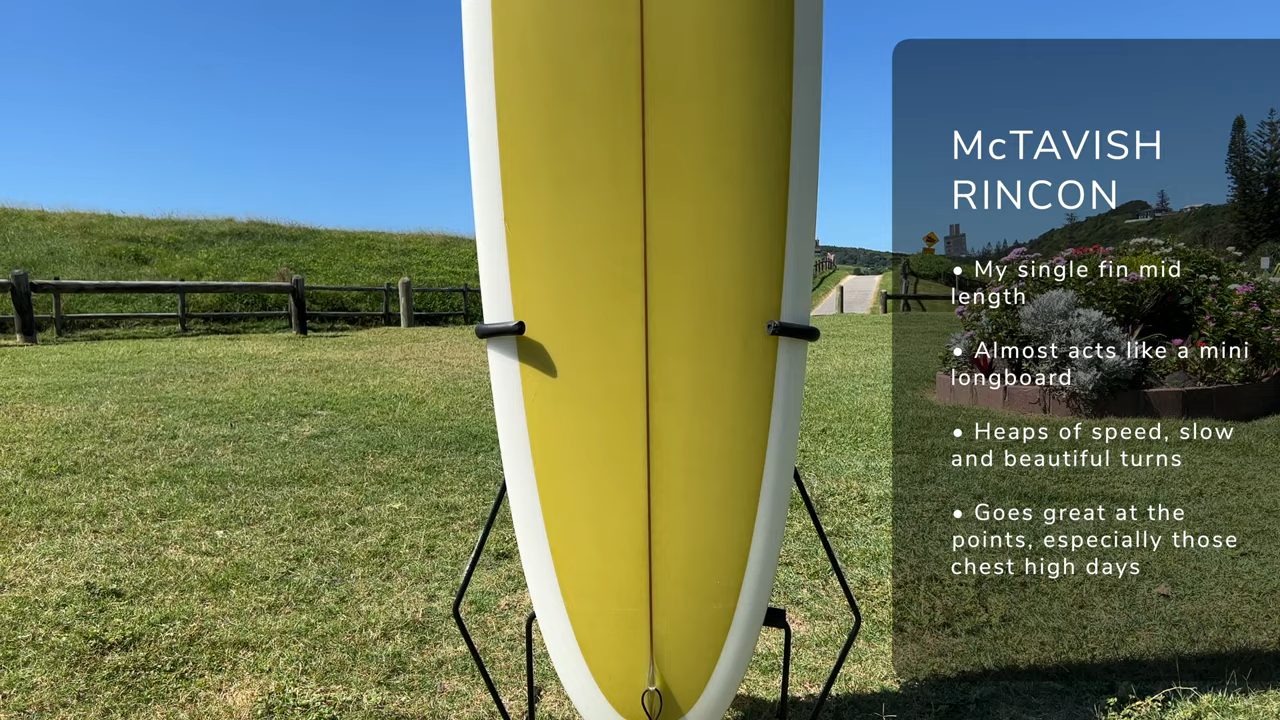 McTAVISH
RINCON
• My single fin mid
length
• Almost acts like a mini
longboard
• Heaps of speed, slow
and beautiful turns
• Goes great at the
points, especially those
chest high days